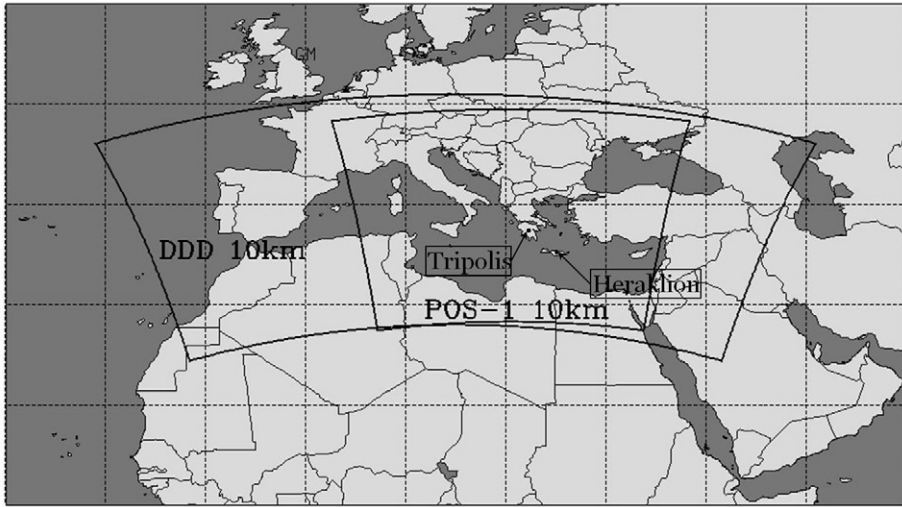 GM
DDD 10km
Tripolis
Heraklion
POS-1 10km